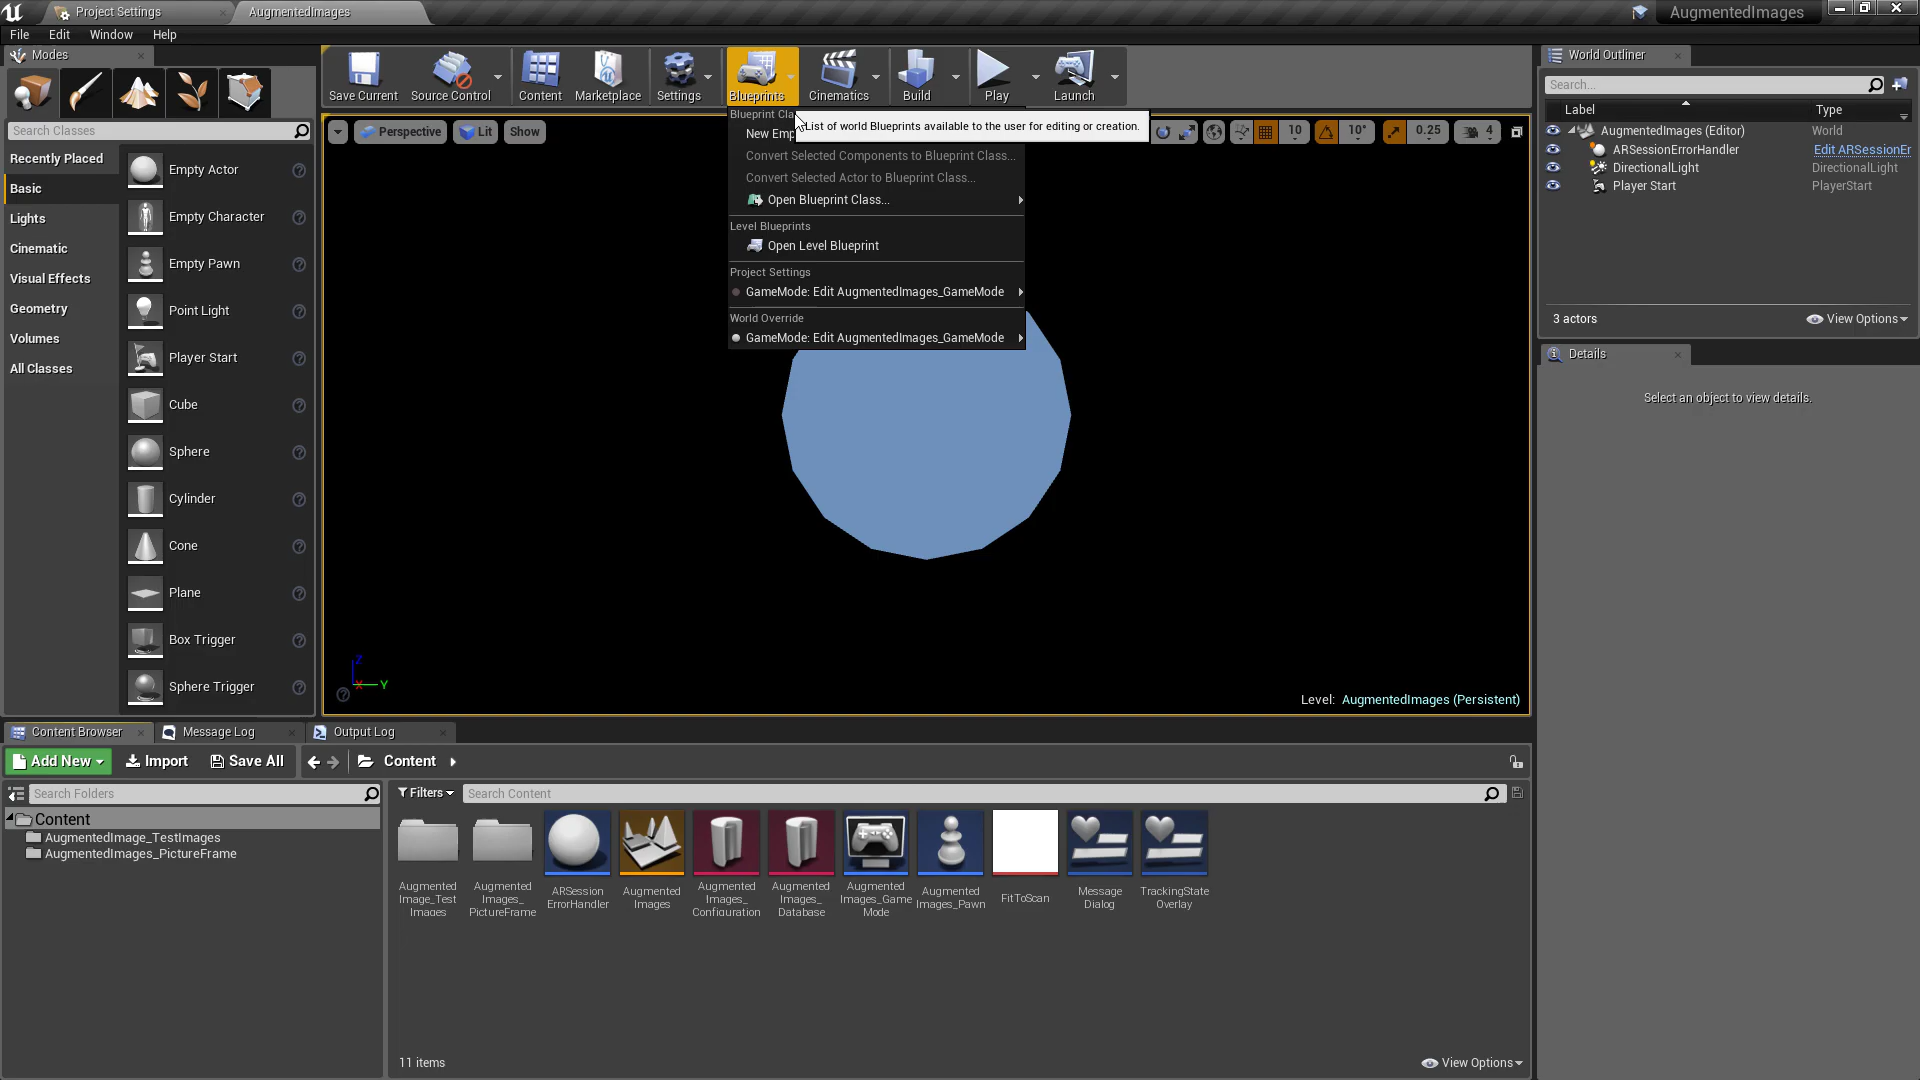 Project Settings
AugmentedImages
AugmentedImages
File Edit Window Help
Modes
Search Classes
Recently Placed
Basic
Lights
Cinematic
Visual Effects
Geometry
Volumes
All Classes
Empty Actor
Empty Character
Empty Pawn
Point Light
Player Start
Cube
Sphere
Cylinder
Cone
Plane
Box Trigger
Sphere Trigger
Save Current
Source Control
Content
Marketplace
Settings
Blueprints
Cinematics
Build
Play
Launch
Perspective
Lit
Show
10
10°
0.25
4
Blueprint Cla
List of world Blueprints available to the user for editing or creation.
New Emp
Convert Selected Components to Blueprint Class...
Convert Selected Actor to Blueprint Class...
Open Blueprint Class...
Level Blueprints
Open Level Blueprint
Project Settings
GameMode: Edit AugmentedImages_GameMode
World Override
GameMode: Edit AugmentedImages_GameMode
Z
X
Y
Level: AugmentedImages (Persistent)
World Outliner
Search...
Label Type
AugmentedImages (Editor) World
ARSessionErrorHandler Edit ARSessionEr
DirectionalLight DirectionalLight
Player Start PlayerStart
3 actors
View Options
Details
Select an object to view details.
Content Browser
Message Log
Output Log
Add New
Import
Save All
Content
Search Folders
Content
AugmentedImage_TestImages
AugmentedImages_PictureFrame
Filters
Search Content
Augmented
Image_Test
Images
Augmented
Images_
PictureFrame
ARSession
ErrorHandler
Augmented
Images
Augmented
Images_
Configuration
Augmented
Images_
Database
Augmented
Images_Game
Mode
Augmented
Images_Pawn
FitToScan
Message
Dialog
TrackingState
Overlay
11 items
View Options